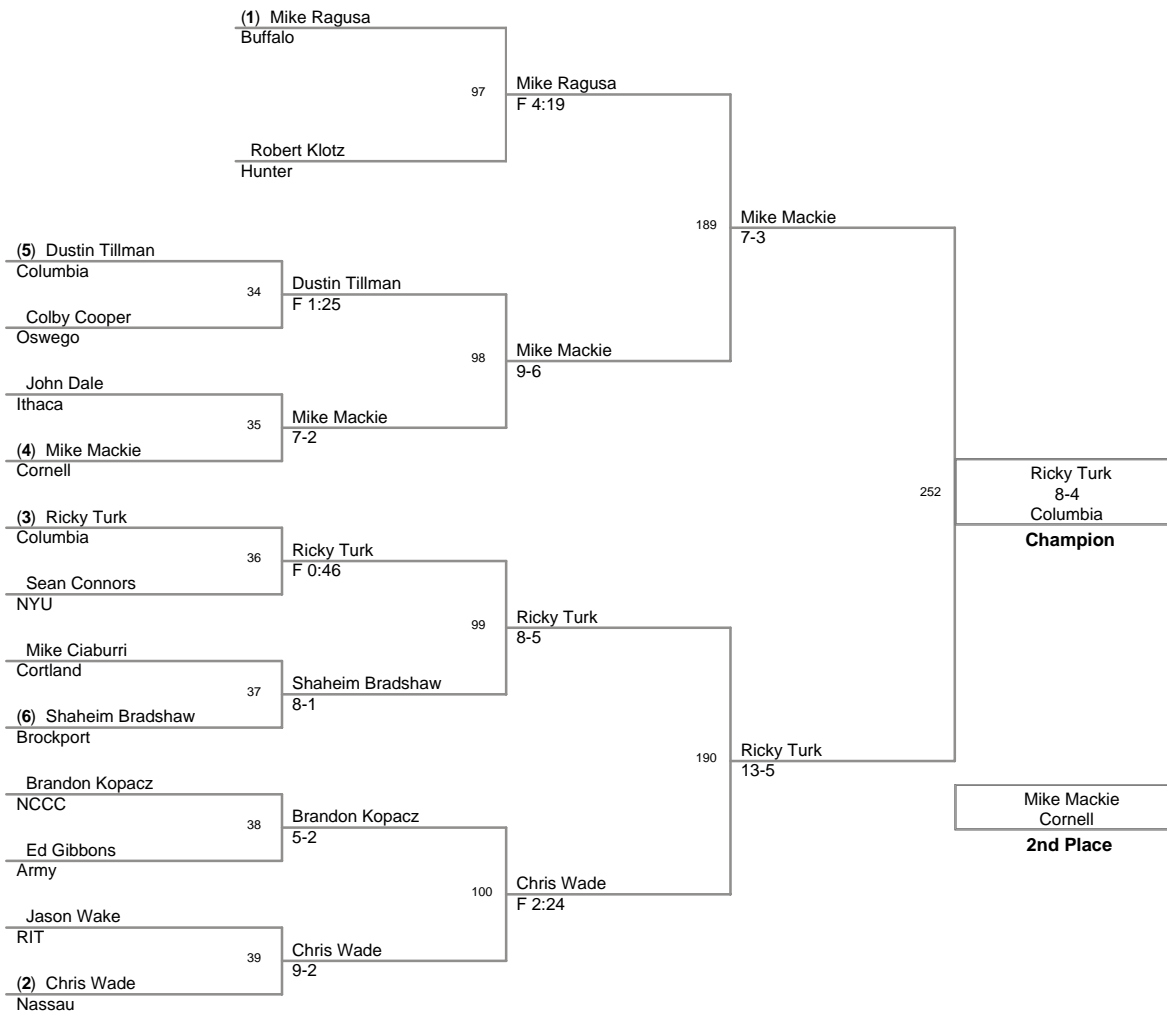 (1) Mike Ragusa
Buffalo
97
Mike Ragusa
F 4:19
Robert Klotz
Hunter
189
Mike Mackie
7-3
(5) Dustin Tillman
Columbia
34
Dustin Tillman
F 1:25
Colby Cooper
Oswego
98
Mike Mackie
9-6
John Dale
Ithaca
35
Mike Mackie
7-2
(4) Mike Mackie
Cornell
252
Ricky Turk
8-4
Columbia
Champion
(3) Ricky Turk
Columbia
36
Ricky Turk
F 0:46
Sean Connors
NYU
99
Ricky Turk
8-5
Mike Ciaburri
Cortland
37
Shaheim Bradshaw
8-1
(6) Shaheim Bradshaw
Brockport
190
Ricky Turk
13-5
Brandon Kopacz
NCCC
38
Brandon Kopacz
5-2
Mike Mackie
Cornell
2nd Place
Ed Gibbons
Army
100
Chris Wade
F 2:24
Jason Wake
RIT
39
Chris Wade
9-2
(2) Chris Wade
Nassau